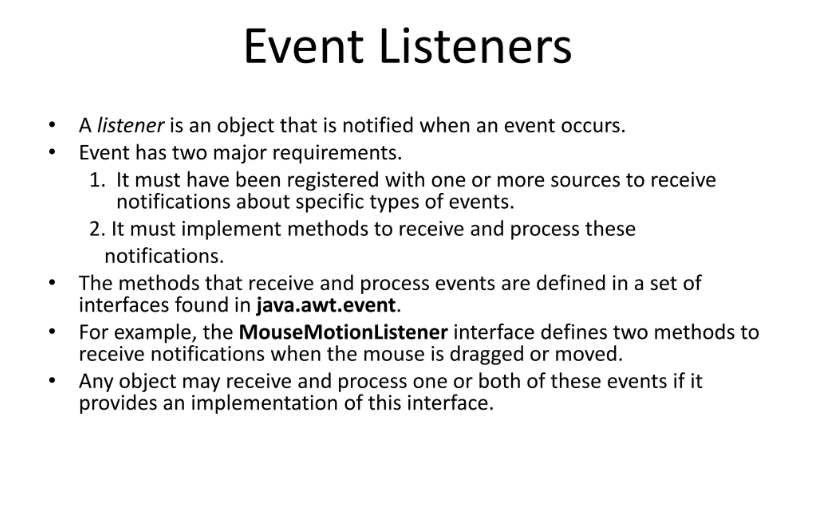 Event Listeners
• A listener is an object that is notified when an event occurs.
• Event has two major requirements.
1. It must have been registered with one or more sources to receive
notifications about specific types of events.
2. It must implement methods to receive and process these
notifications.
• The methods that receive and process events are defined in a set of
interfaces found in java.awt.event.
• For example, the MouseMotionListener interface defines two methods to
receive notifications when the mouse is dragged or moved.
• Any object may receive and process one or both of these events if it
provides an implementation of this interface.